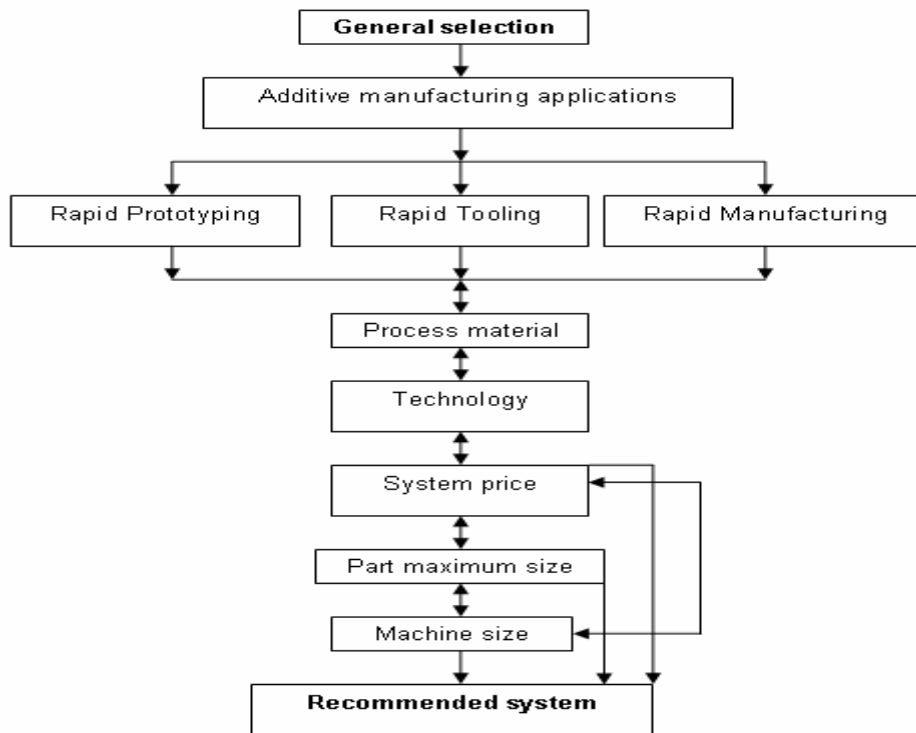 General selection
Additive manufacturing applications
Rapid Prototyping
Rapid Tooling
Rapid Manufacturing
Process material
Technology
System price
Part maximum size
Machine size
Recommended system